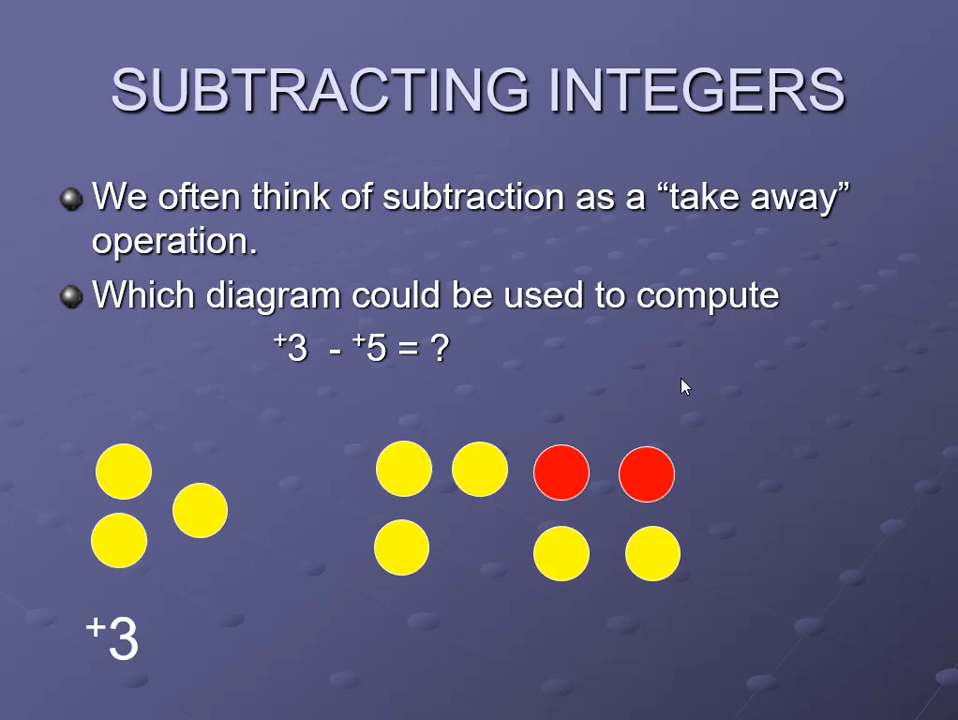 SUBTRACTING INTEGERS
We often think of subtraction as a “take away”
operation.
Which diagram could be used to compute
⁺3 - ⁺5 = ?
⁺3